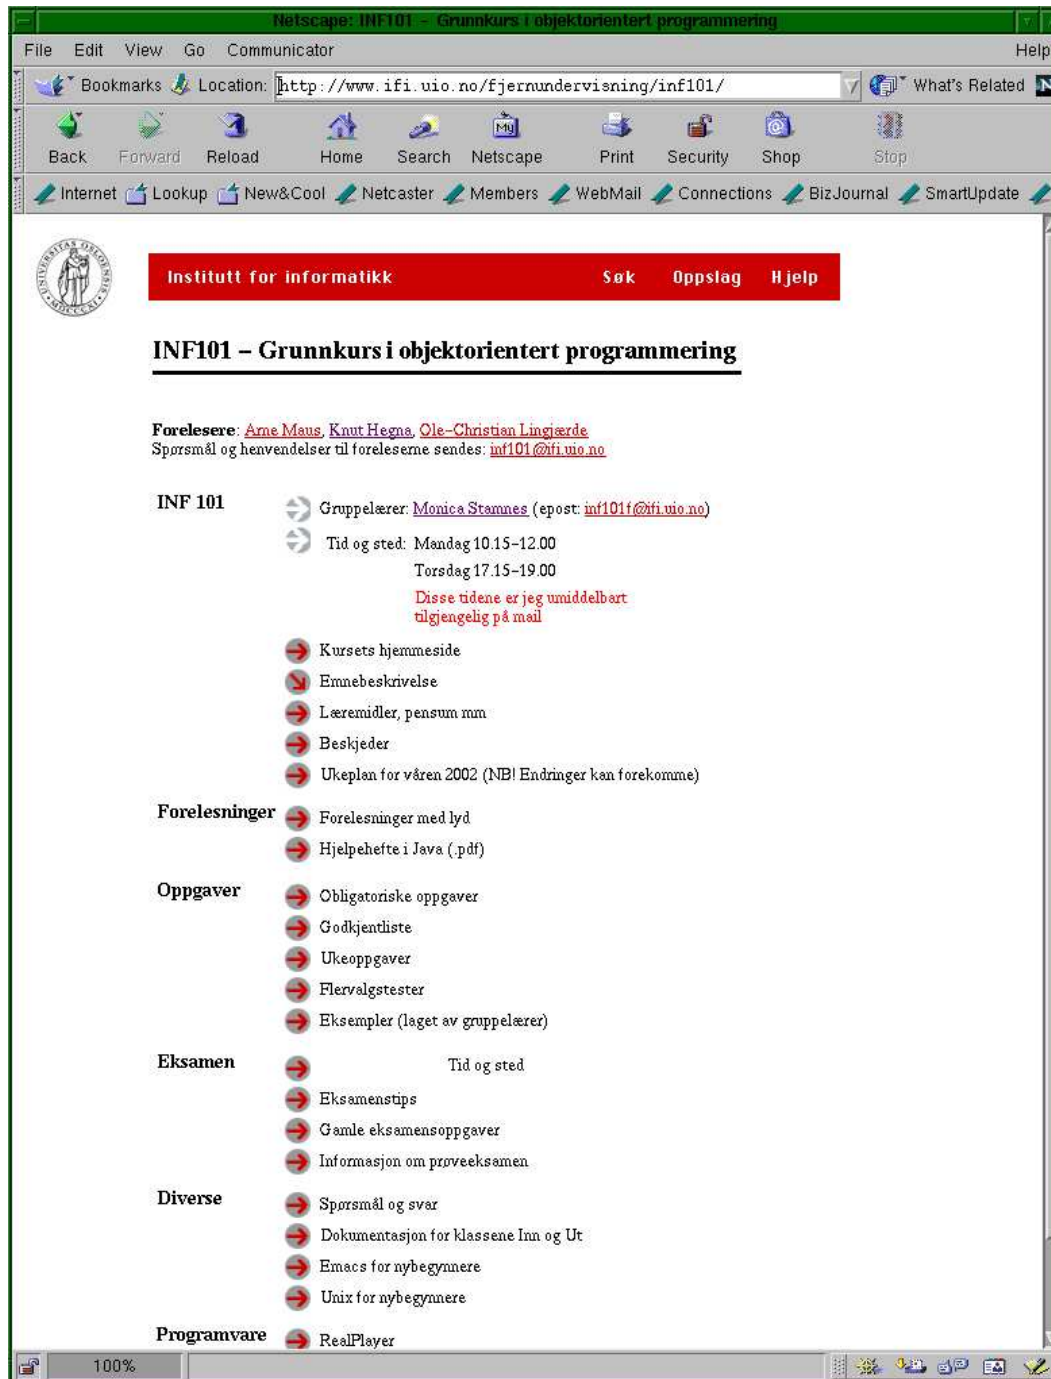 Netscape: INF101 – Grunnkurs i objektorientert programmering
File Edit View Go Communicator Help
Bookmarks Location: http://www.ifi.uio.no/fjernundervisning/inf101/ What's Related N
Back Forward Reload Home Search Netscape Print Security Shop Stop
My
Internet Lookup New&Cool Netcaster Members WebMail Connections BizJournal SmartUpdate
UNIVERSITAS OSLOENSIS MDCCCXI
Institutt for informatikk Søk Oppslag Hjelp
INF101 – Grunnkurs i objektorientert programmering
Forelesere: Arne Maus, Knut Hegna, Ole–Christian Lingjærde
Spørsmål og henvendelser til foreleserne sendes: inf101@ifi.uio.no
INF 101 Gruppelærer: Monica Stamnes (epost: inf101f@ifi.uio.no)
Tid og sted: Mandag 10.15–12.00
Torsdag 17.15–19.00
Disse tidene er jeg umiddelbart
tilgjengelig på mail
Kursets hjemmeside
Emnebeskrivelse
Læremidler, pensum mm
Beskjeder
Ukeplan for våren 2002 (NB! Endringer kan forekomme)
Forelesninger Forelesninger med lyd
Hjelpehefte i Java (.pdf)
Oppgaver Obligatoriske oppgaver
Godkjentliste
Ukeoppgaver
Flervalgstester
Eksempler (laget av gruppelærer)
Eksamen Tid og sted
Eksamenstips
Gamle eksamensoppgaver
Informasjon om prøveeksamen
Diverse Spørsmål og svar
Dokumentasjon for klassene Inn og Ut
Emacs for nybegynnere
Unix for nybegynnere
Programvare RealPlayer
100%